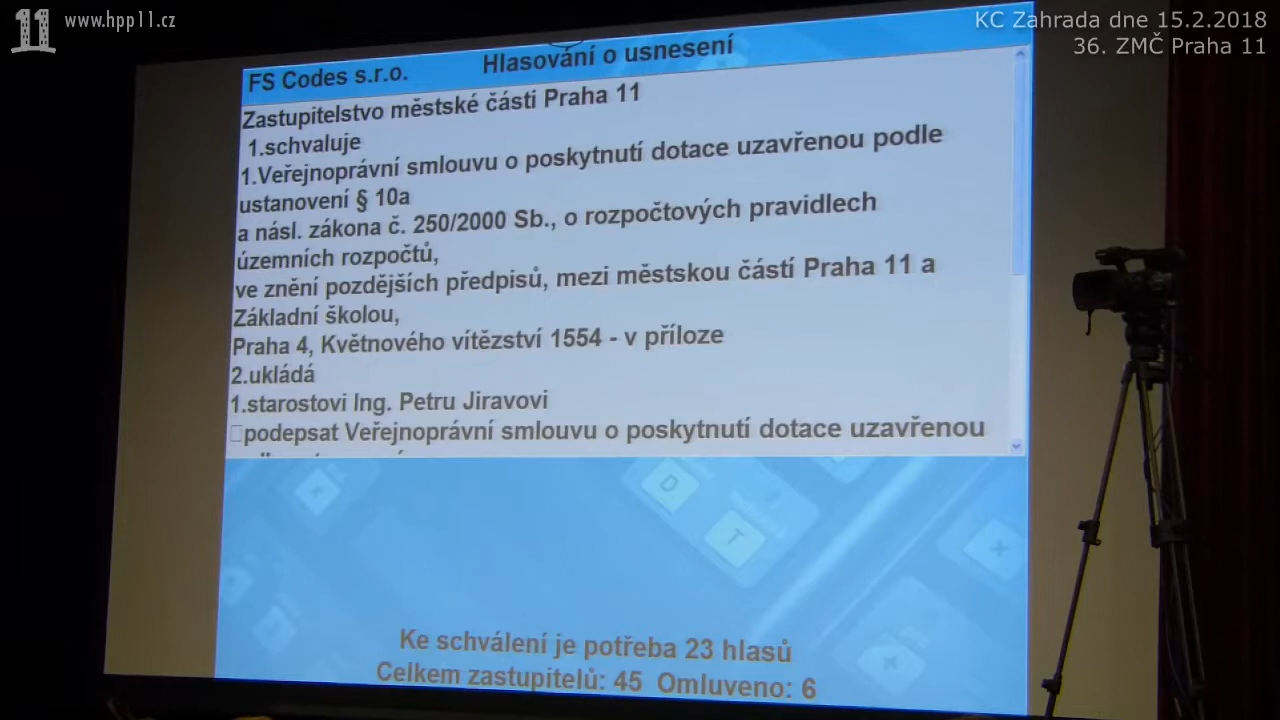 11 www.hpp11.cz
KC Zahrada dne 15.2.2018
36. ZMČ Praha 11
FS Codes s.r.o.
Hlasování o usnesení
Zastupitelstvo městské části Praha 11
1.schvaluje
1.Veřejnoprávní smlouvu o poskytnutí dotace uzavřenou podle
ustanovení § 10a
a násl. zákona č. 250/2000 Sb., o rozpočtových pravidlech
územních rozpočtů,
ve znění pozdějších předpisů, mezi městskou částí Praha 11 a
Základní školou,
Praha 4, Květnového vítězství 1554 - v příloze
2.ukládá
1.starostovi Ing. Petru Jiravovi
podepsat Veřejnoprávní smlouvu o poskytnutí dotace uzavřenou
D
T
Ke schválení je potřeba 23 hlasů
Celkem zastupitelů: 45 Omluveno: 6